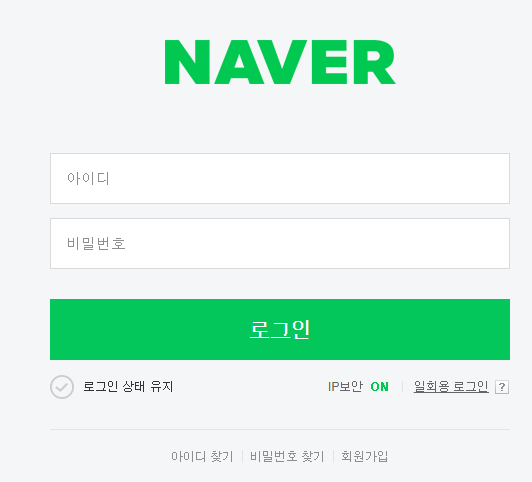 NAVER
아이디
비밀번호
로그인
로그인 상태 유지 IP보안 ON 일회용 로그인 ?
아이디 찾기 비밀번호 찾기 회원가입